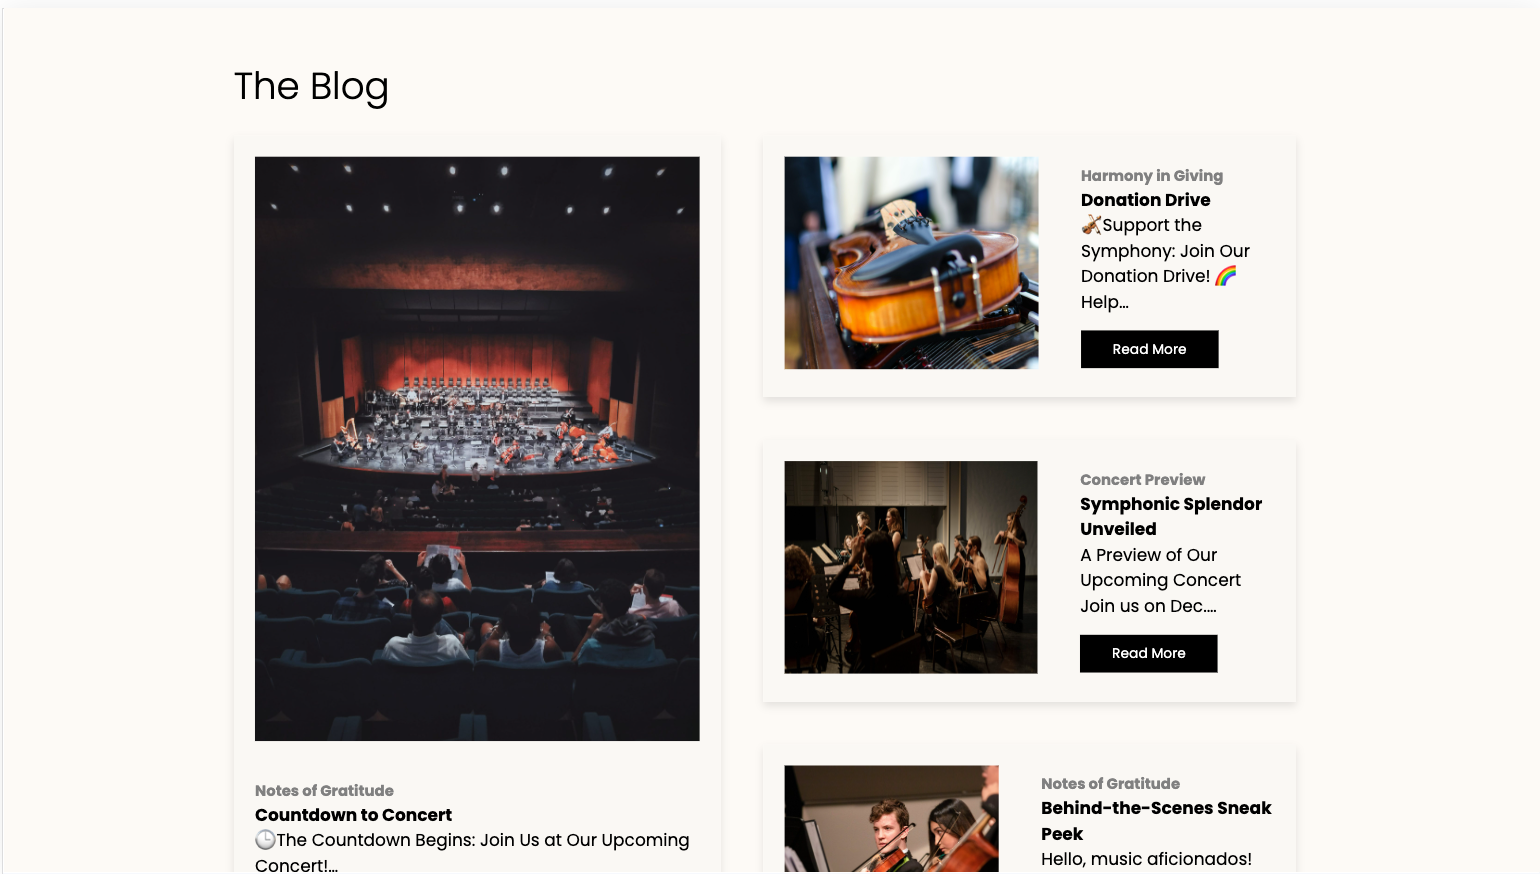 The Blog
Notes of Gratitude
Countdown to Concert
🕒The Countdown Begins: Join Us at Our Upcoming
Concert!...
Harmony in Giving
Donation Drive
🎻Support the
Symphony: Join Our
Donation Drive! 🌈
Help...
Read More
Concert Preview
Symphonic Splendor
Unveiled
A Preview of Our
Upcoming Concert
Join us on Dec....
Read More
Notes of Gratitude
Behind-the-Scenes Sneak
Peek
Hello, music aficionados!